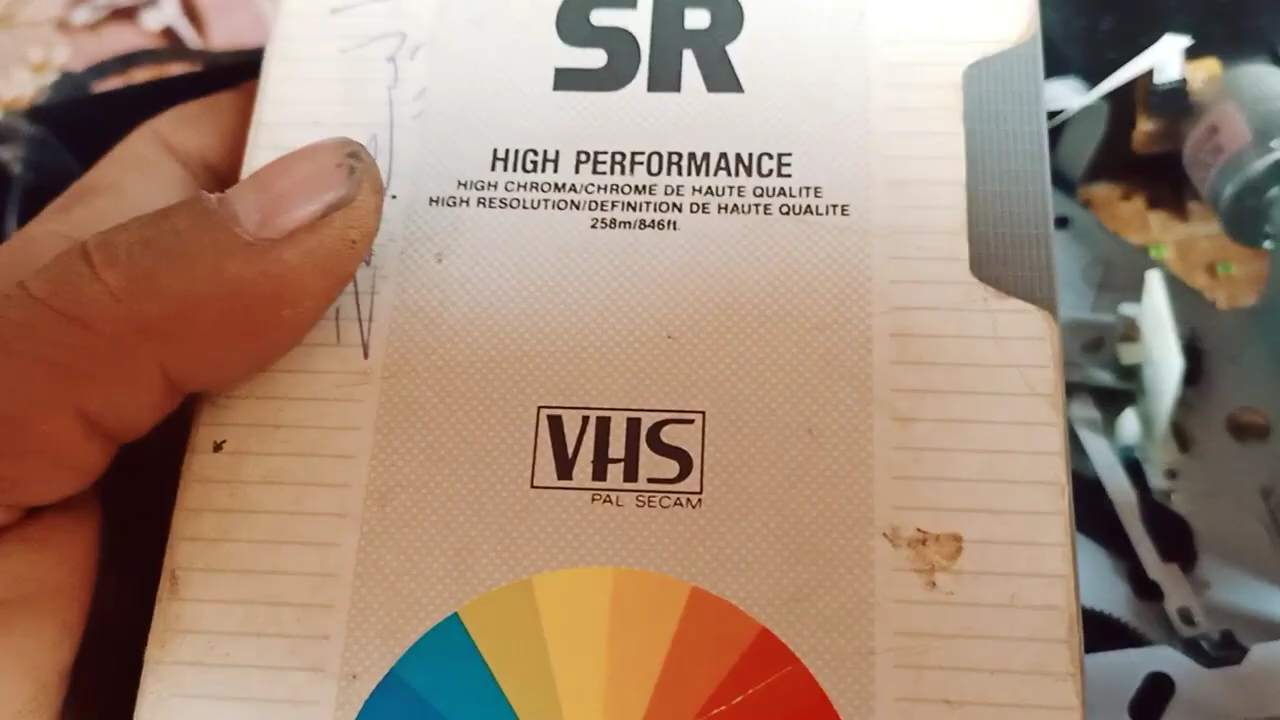 SR
HIGH PERFORMANCE
HIGH CHROMA/CHROME DE HAUTE QUALITE
HIGH RESOLUTION/DEFINITION DE HAUTE QUALITE
258m/846ft.
VHS
PAL SECAM